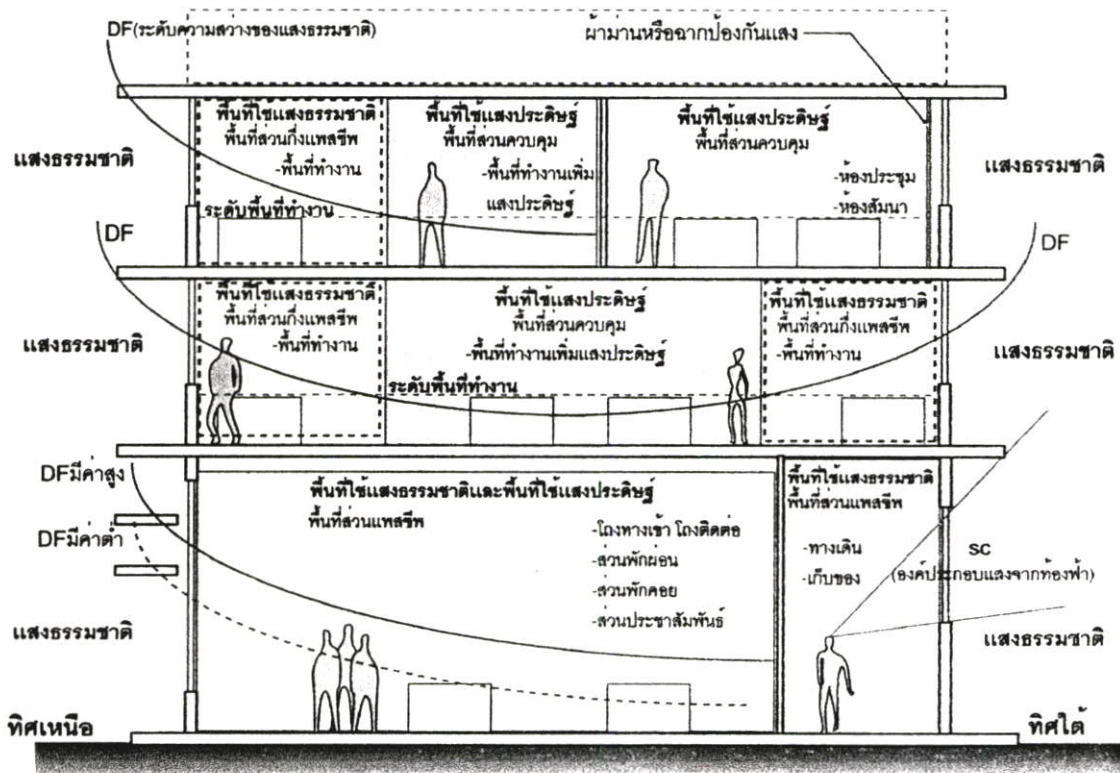 DF(ระดับความสว่างของแสงธรรมชาติ)
ผ้าม่านหรือฉากป้องกันแสง
แสงธรรมชาติ
พื้นที่ใช้แสงธรรมชาติ
พื้นที่ส่วนกึ่งแพสซีพ
-พื้นที่ทำงาน
ระดับพื้นที่ทำงาน
พื้นที่ใช้แสงประดิษฐ์
พื้นที่ส่วนควบคุม
-พื้นที่ทำงานเพิ่ม
แสงประดิษฐ์
พื้นที่ใช้แสงประดิษฐ์
พื้นที่ส่วนควบคุม
-ห้องประชุม
-ห้องสัมนา
แสงธรรมชาติ
DF
DF
แสงธรรมชาติ
พื้นที่ใช้แสงธรรมชาติ
พื้นที่ส่วนกึ่งแพสซีพ
-พื้นที่ทำงาน
พื้นที่ใช้แสงประดิษฐ์
พื้นที่ส่วนควบคุม
-พื้นที่ทำงานเพิ่มแสงประดิษฐ์
ระดับพื้นที่ทำงาน
พื้นที่ใช้แสงธรรมชาติ
พื้นที่ส่วนกึ่งแพสซีพ
-พื้นที่ทำงาน
แสงธรรมชาติ
DFมีค่าสูง
DFมีค่าต่ำ
แสงธรรมชาติ
พื้นที่ใช้แสงธรรมชาติและพื้นที่ใช้แสงประดิษฐ์
พื้นที่ส่วนแพสซีพ
-โถงทางเข้า โถงติดต่อ
-ส่วนพักผ่อน
-ส่วนพักคอย
-ส่วนประชาสัมพันธ์
พื้นที่ใช้แสงธรรมชาติ
พื้นที่ส่วนแพสซีพ
-ทางเดิน
-เก็บของ
SC
(องค์ประกอบแสงจากท้องฟ้า)
แสงธรรมชาติ
ทิศเหนือ
ทิศใต้